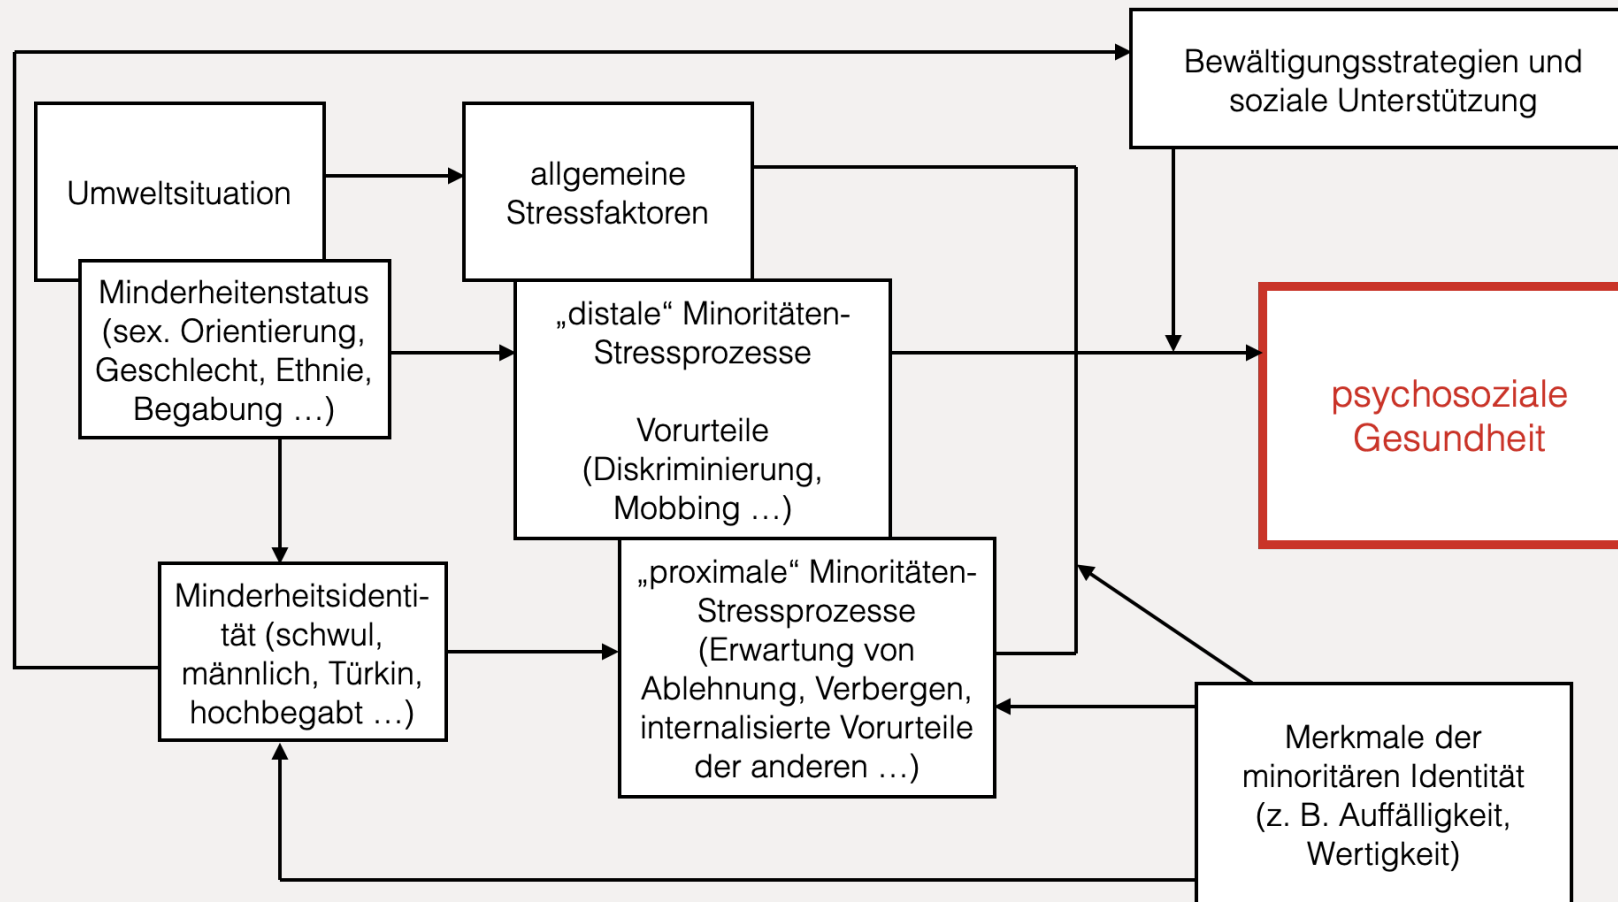 Bewältigungsstrategien und
soziale Unterstützung
Umweltsituation
allgemeine
Stressfaktoren
Minderheitenstatus
(sex. Orientierung,
Geschlecht, Ethnie,
Begabung …)
„distale“ Minoritäten-
Stressprozesse
Vorurteile
(Diskriminierung,
Mobbing …)
psychosoziale
Gesundheit
Minderheitsidenti-
tät (schwul,
männlich, Türkin,
hochbegabt …)
„proximale“ Minoritäten-
Stressprozesse
(Erwartung von
Ablehnung, Verbergen,
internalisierte Vorurteile
der anderen …)
Merkmale der
minoritären Identität
(z. B. Auffälligkeit,
Wertigkeit)